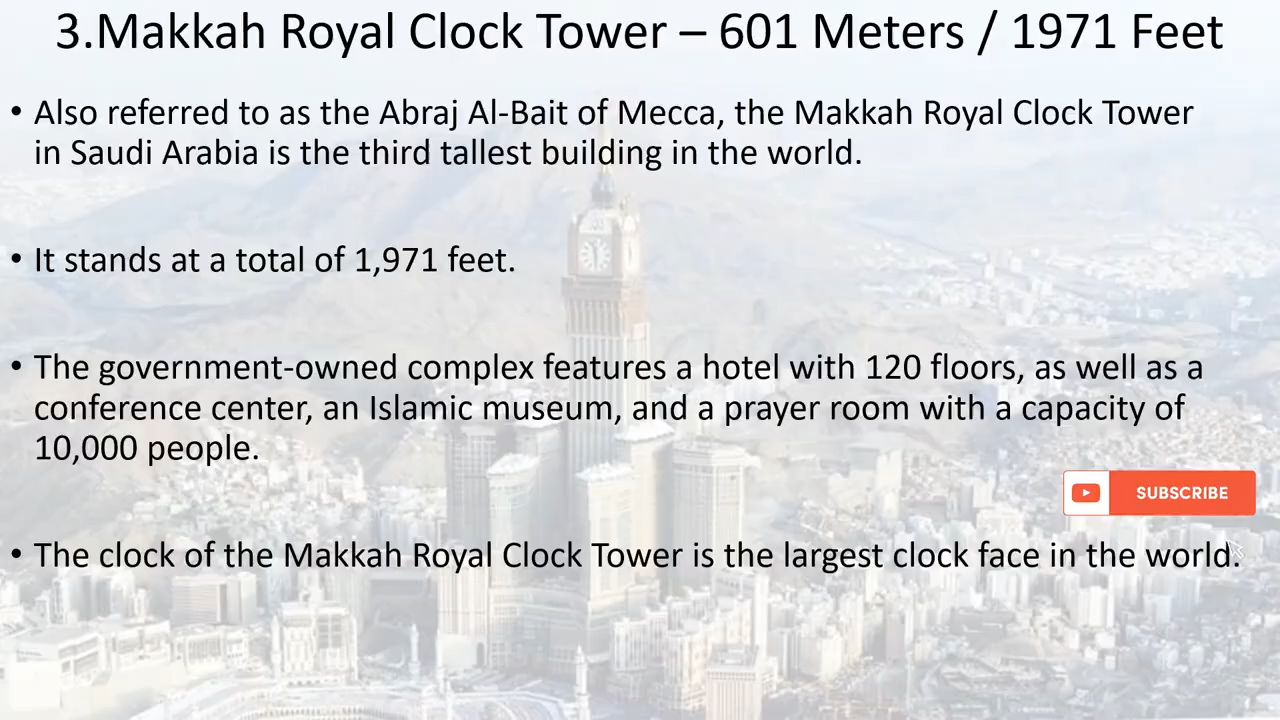 3.Makkah Royal Clock Tower – 601 Meters / 1971 Feet
• Also referred to as the Abraj Al-Bait of Mecca, the Makkah Royal Clock Tower
in Saudi Arabia is the third tallest building in the world.
• It stands at a total of 1,971 feet.
• The government-owned complex features a hotel with 120 floors, as well as a
conference center, an Islamic museum, and a prayer room with a capacity of
10,000 people.
SUBSCRIBE
• The clock of the Makkah Royal Clock Tower is the largest clock face in the world.